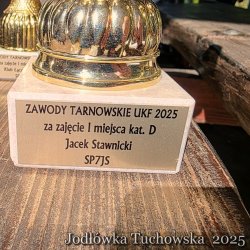 ZAWODY TARNOWSKIE UKF 2025
za zajęcie I miejsca kat. D
Jacek Stawnicki
SP7JS
Jodłówka Tuchowska 2025